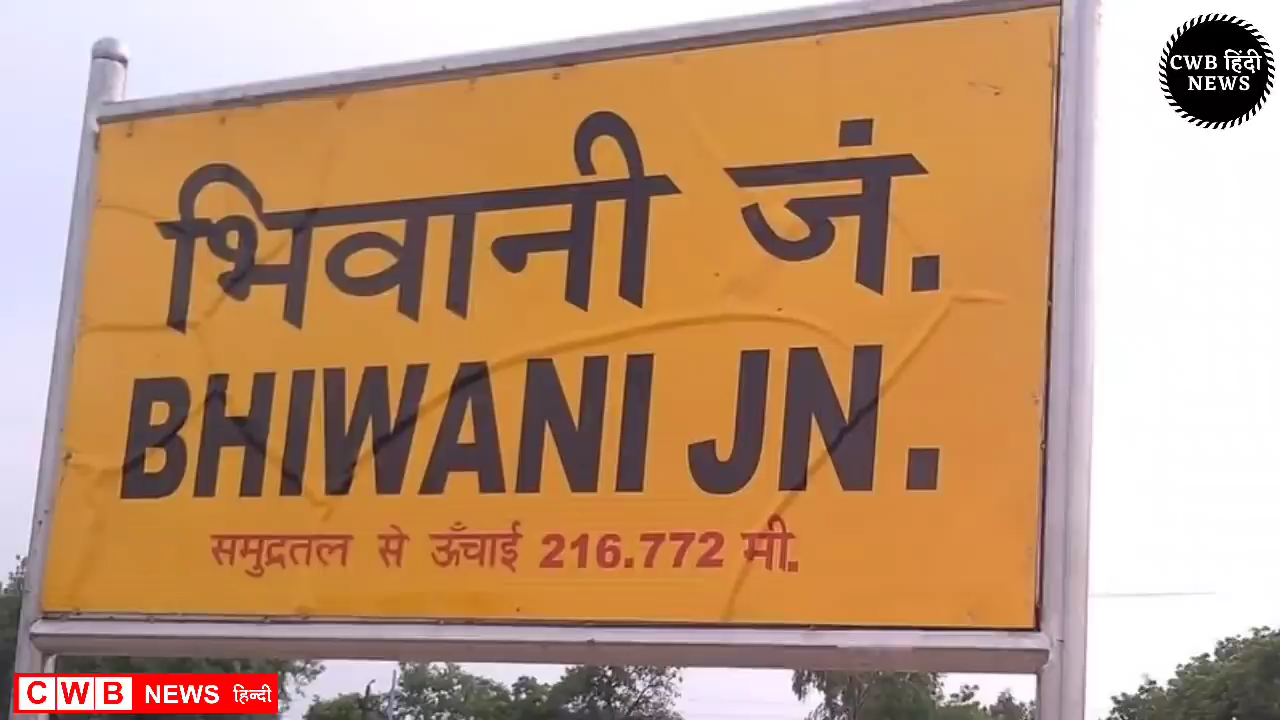 CWB हिंदी
NEWS
भिवानी जं.
BHIWANI JN.
समुद्रतल से ऊँचाई 216.772 मी.
CWB NEWS हिन्दी